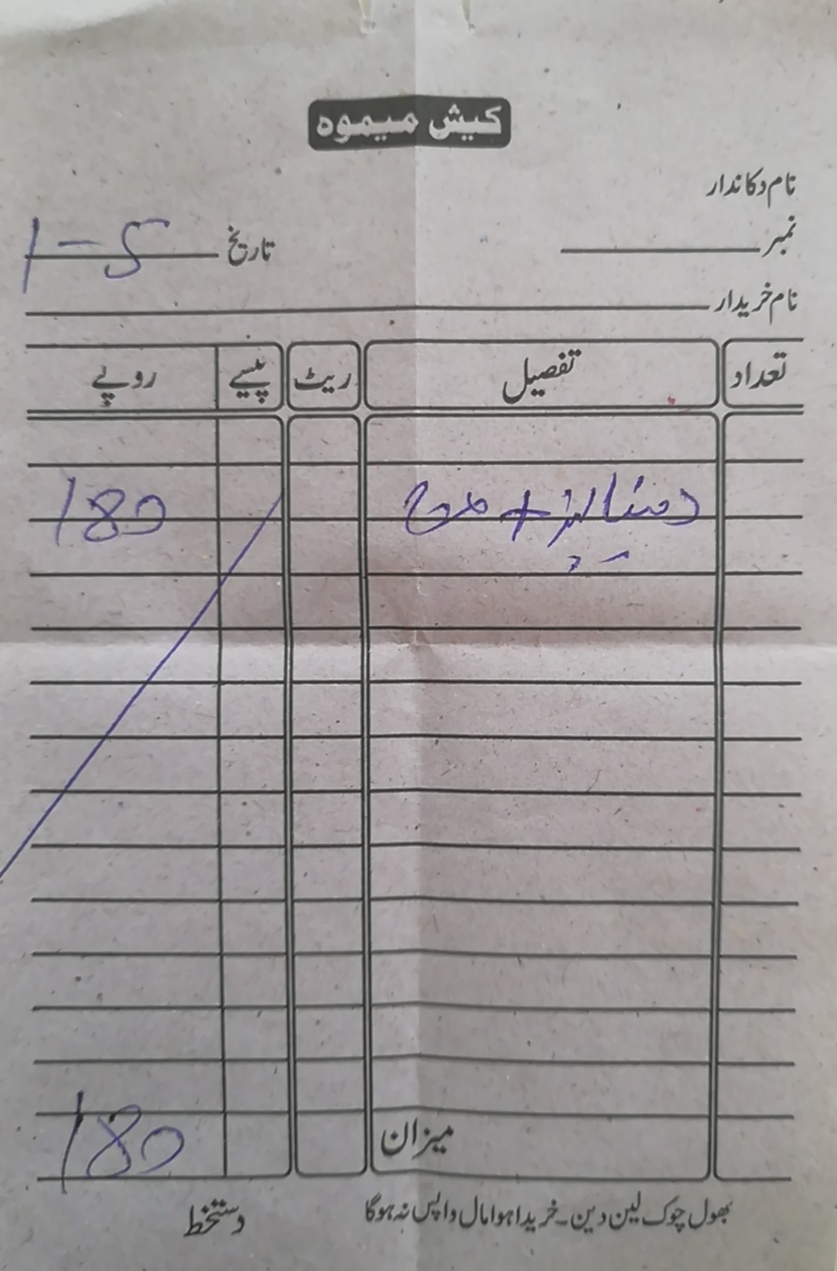 کیش میموہ
نام دکاندار
نمبر تاریخ 1-5
نام خریدار
تعداد تفصیل ریٹ پیسے روپے
+ 180
میزان 180
بھول چوک لین دین۔ خریدا ہوا مال واپس نہ ہوگا
دستخط